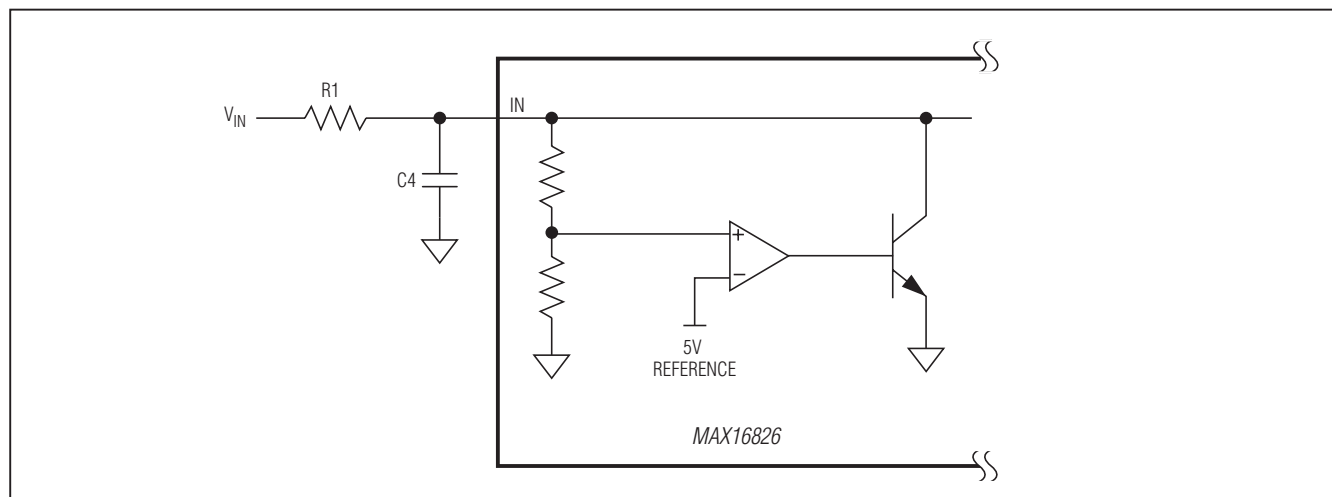 R1
V_IN
IN
C4
+
−
5V
REFERENCE
MAX16826